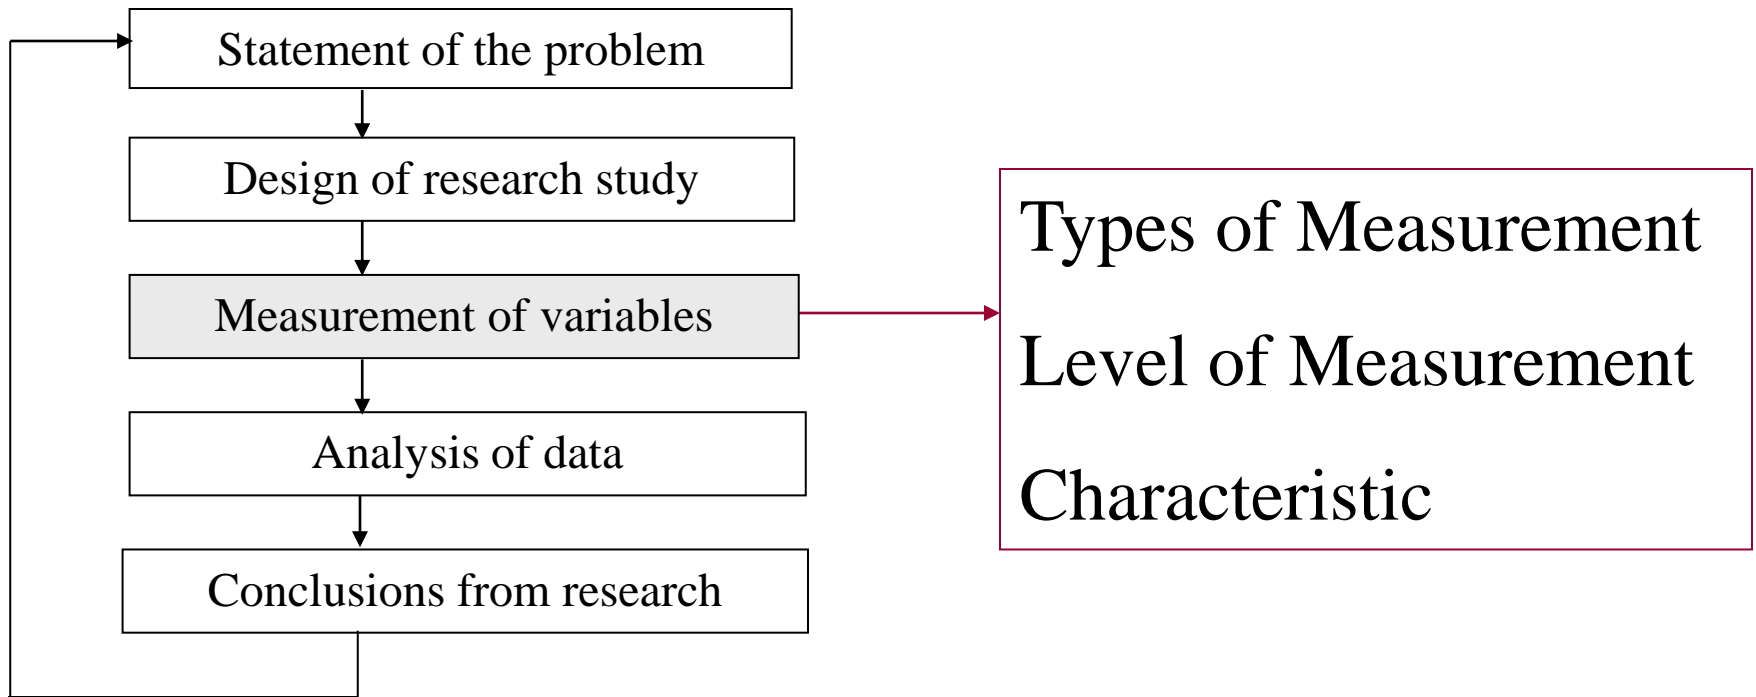 Statement of the problem
Design of research study
Measurement of variables
Analysis of data
Conclusions from research
Types of Measurement
Level of Measurement
Characteristic